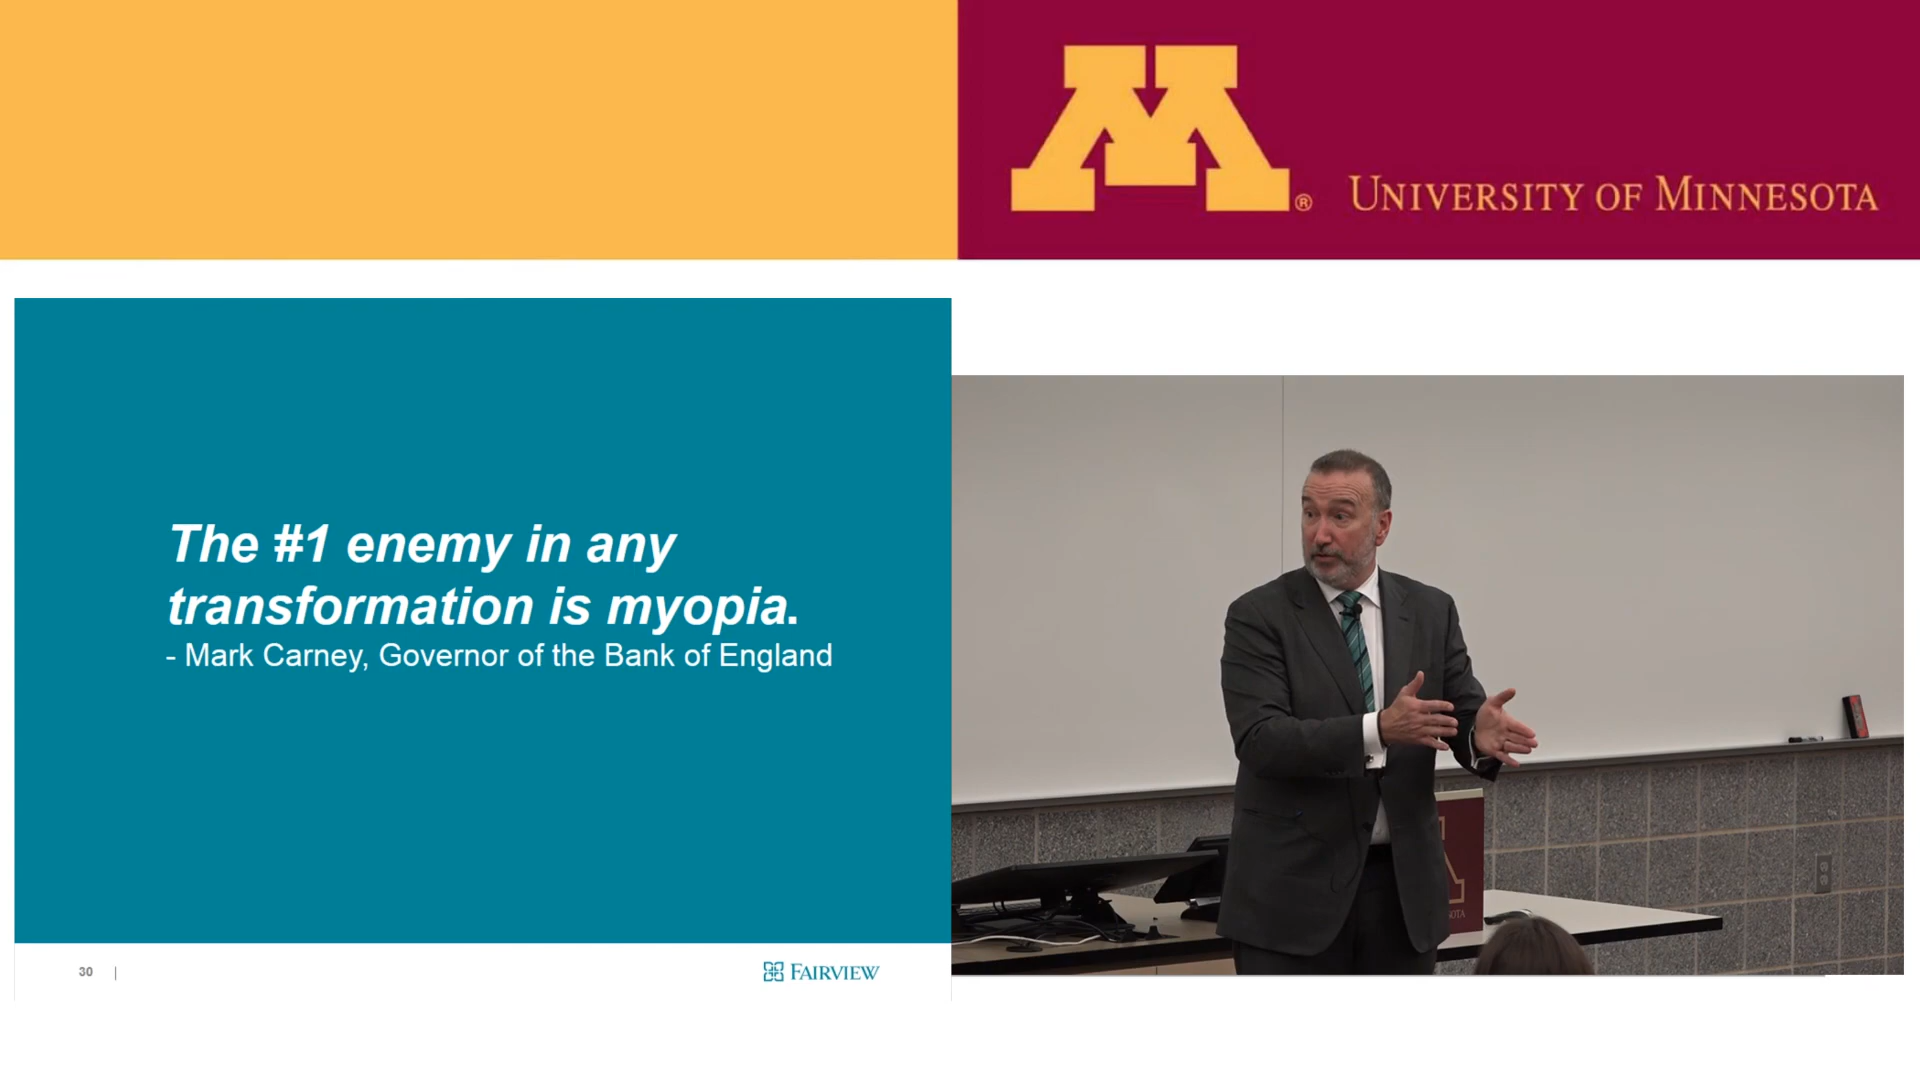 UNIVERSITY OF MINNESOTA
®
The #1 enemy in any
transformation is myopia.
- Mark Carney, Governor of the Bank of England
30 |
FAIRVIEW